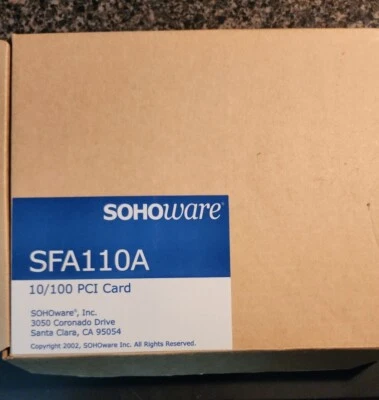 SOHOware®
SFA110A
10/100 PCI Card
SOHOware®, Inc.
3050 Coronado Drive
Santa Clara, CA 95054
Copyright 2002, SOHOware Inc. All Rights Reserved.